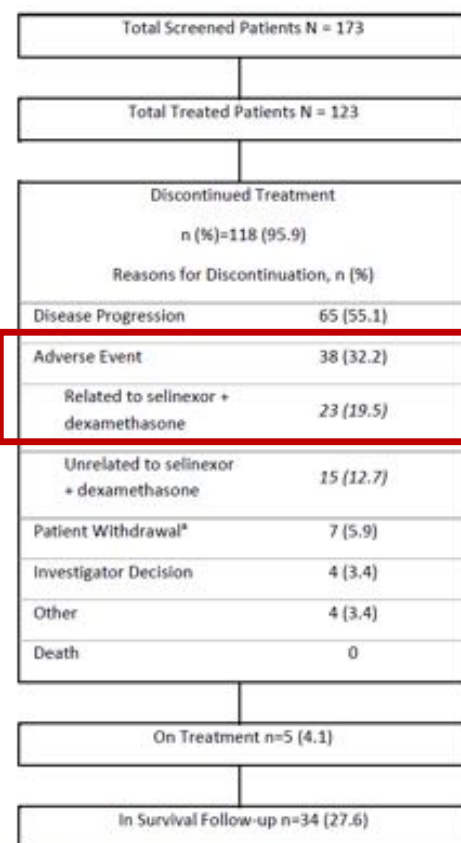 Total Screened Patients N = 173
Total Treated Patients N = 123
Discontinued Treatment
n (%)=118 (95.9)
Reasons for Discontinuation, n (%)
Disease Progression 65 (55.1)
Adverse Event 38 (32.2)
Related to selinexor +
dexamethasone 23 (19.5)
Unrelated to selinexor
+ dexamethasone 15 (12.7)
Patient Withdrawalᵃ 7 (5.9)
Investigator Decision 4 (3.4)
Other 4 (3.4)
Death 0
On Treatment n=5 (4.1)
In Survival Follow-up n=34 (27.6)